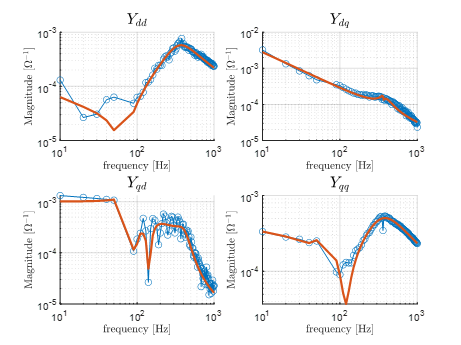 Y_dd
10^-3
10^-4
10^-5
Magnitude [Ω^-1]
10^1 10^2 10^3
frequency [Hz]
Y_dq
10^-2
10^-3
10^-4
10^-5
Magnitude [Ω^-1]
10^1 10^2 10^3
frequency [Hz]
Y_qd
10^-3
10^-4
10^-5
Magnitude [Ω^-1]
10^1 10^2 10^3
frequency [Hz]
Y_qq
10^-3
10^-4
Magnitude [Ω^-1]
10^1 10^2 10^3
frequency [Hz]